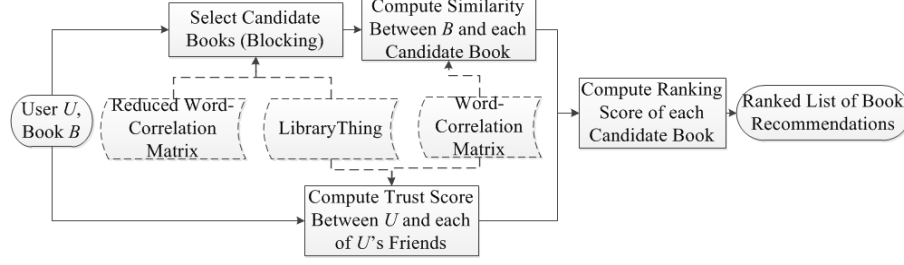 Select Candidate
Books (Blocking)
Compute Similarity
Between B and each
Candidate Book
User U,
Book B
Reduced Word-
Correlation
Matrix
LibraryThing
Word-
Correlation
Matrix
Compute Ranking
Score of each
Candidate Book
Ranked List of Book
Recommendations
Compute Trust Score
Between U and each
of U's Friends